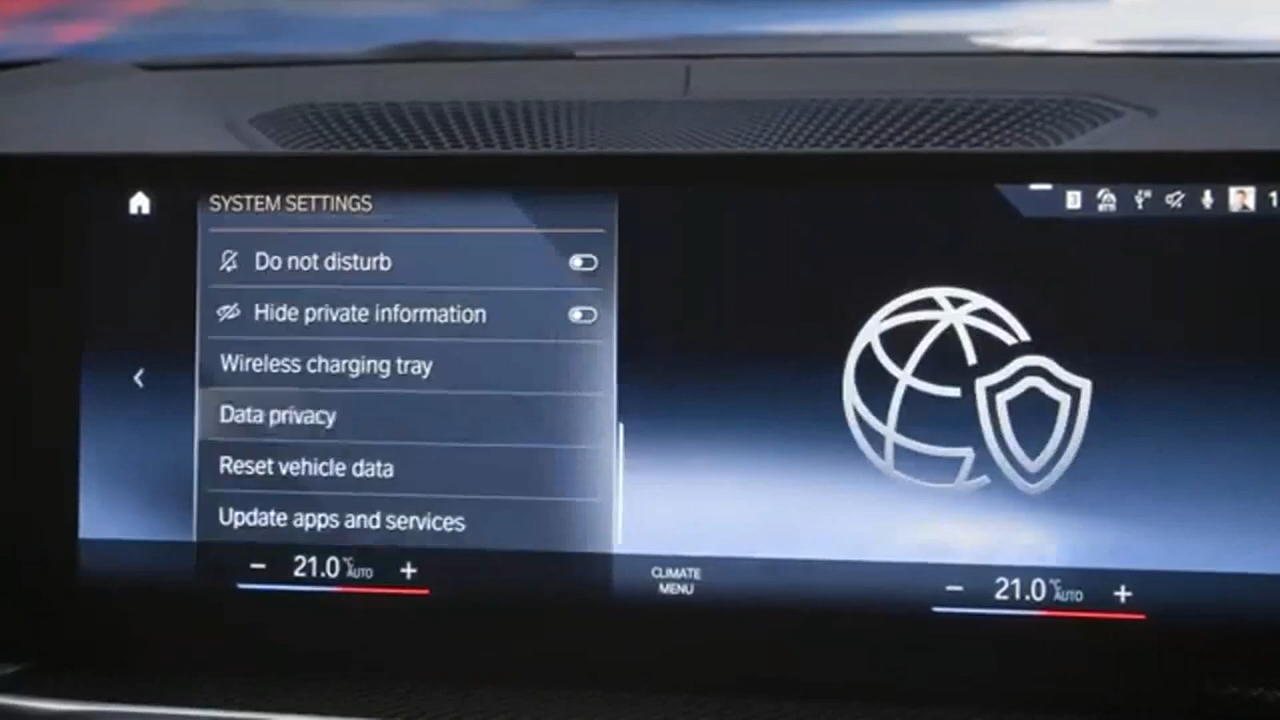 SYSTEM SETTINGS
Do not disturb
Hide private information
Wireless charging tray
Data privacy
Reset vehicle data
Update apps and services
− 21.0 °C AUTO +
CLIMATE
MENU
− 21.0 °C AUTO +